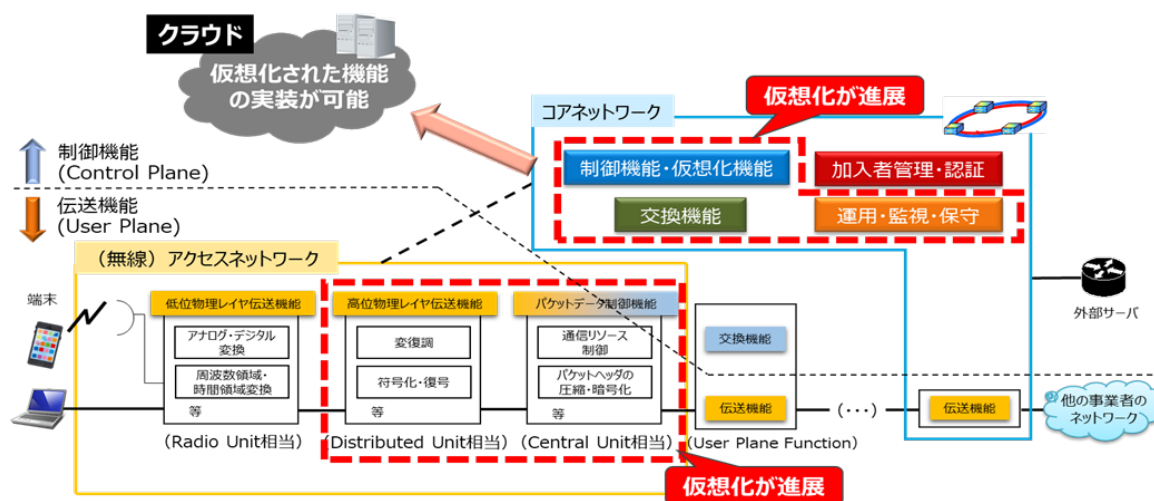 クラウド
仮想化された機能
の実装が可能
仮想化が進展
コアネットワーク
制御機能・仮想化機能
加入者管理・認証
交換機能
運用・監視・保守
制御機能
(Control Plane)
伝送機能
(User Plane)
（無線）アクセスネットワーク
端末
低位物理レイヤ伝送機能
アナログ・デジタル
変換
周波数領域・
時間領域変換
等
(Radio Unit相当)
高位物理レイヤ伝送機能
変復調
符号化・復号
等
(Distributed Unit相当)
パケットデータ制御機能
通信リソース
制御
パケットヘッダの
圧縮・暗号化
等
(Central Unit相当)
交換機能
伝送機能
(User Plane Function)
(･･･)
伝送機能
外部サーバ
他の事業者の
ネットワーク
仮想化が進展